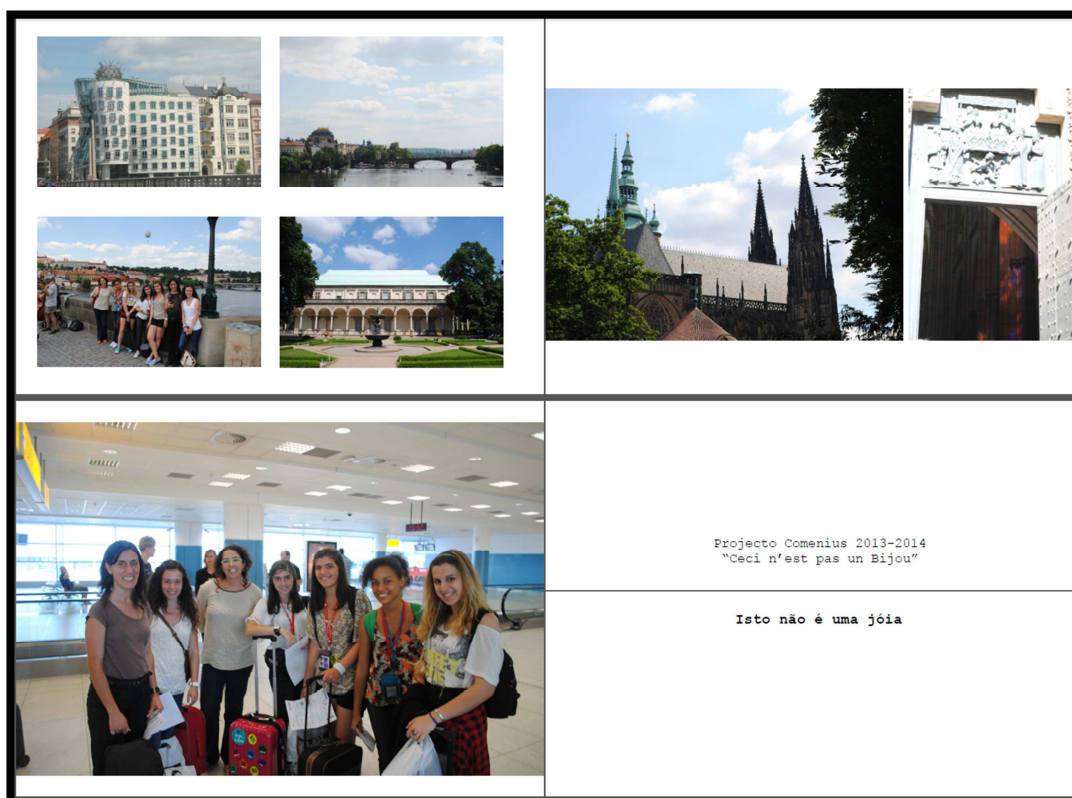 Projecto Comenius 2013-2014
“Ceci n’est pas un Bijou”
Isto não é uma jóia